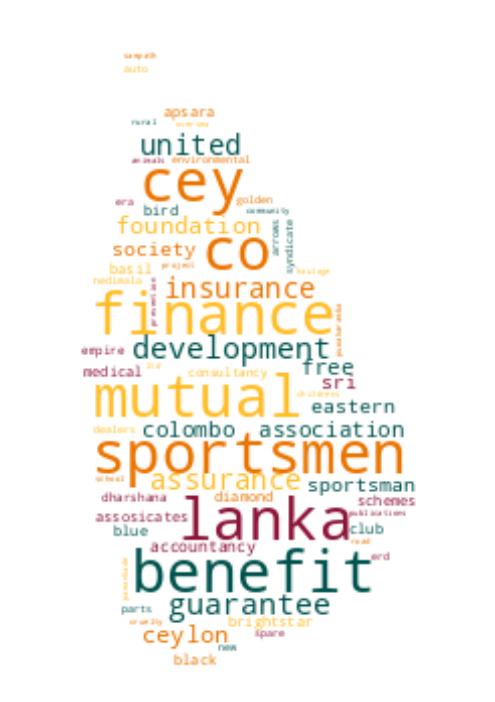 sampath
auto
apsara
rural
united
animals environmental
cey
era golden
bird community
foundation
arrows
syndicate
society co
project
basil haulage
nedimala
insurance
prevention
finance
empire development
free
medical consultancy
sri
mutual
childrens
eastern
dealers colombo association
sportsmen
school assurance sportsman
dharshana diamond schemes
lanka
assosicates publications
blue club
accountancy road
erd
benefit
parts guarantee
cruelty brightstar
ceylon spare
new
black